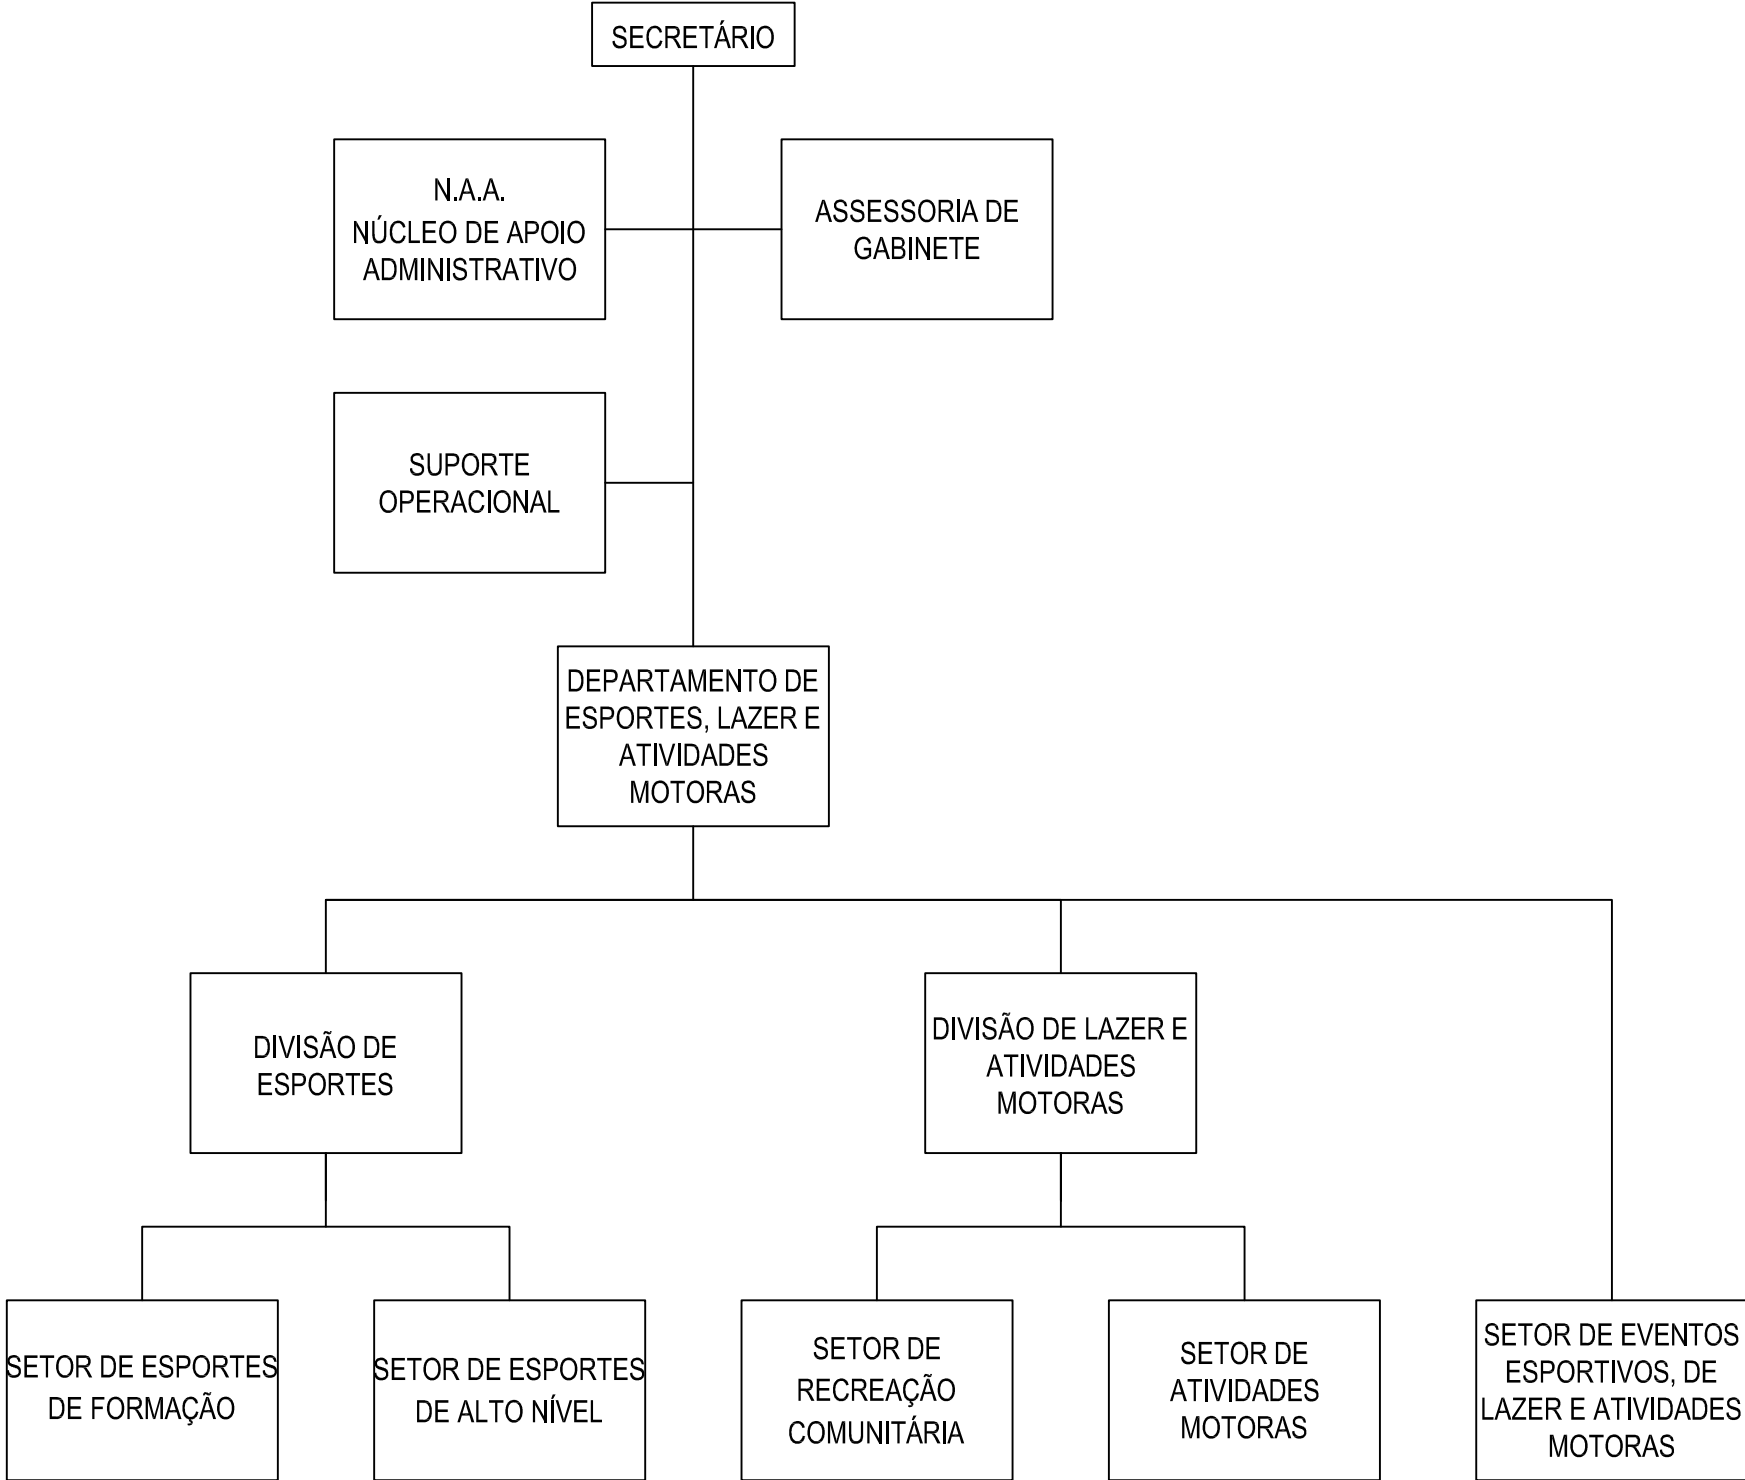 SECRETÁRIO
N.A.A.
NÚCLEO DE APOIO
ADMINISTRATIVO
ASSESSORIA DE
GABINETE
SUPORTE
OPERACIONAL
DEPARTAMENTO DE
ESPORTES, LAZER E
ATIVIDADES
MOTORAS
DIVISÃO DE
ESPORTES
DIVISÃO DE LAZER E
ATIVIDADES
MOTORAS
SETOR DE ESPORTES
DE FORMAÇÃO
SETOR DE ESPORTES
DE ALTO NÍVEL
SETOR DE
RECREAÇÃO
COMUNITÁRIA
SETOR DE
ATIVIDADES
MOTORAS
SETOR DE EVENTOS
ESPORTIVOS, DE
LAZER E ATIVIDADES
MOTORAS